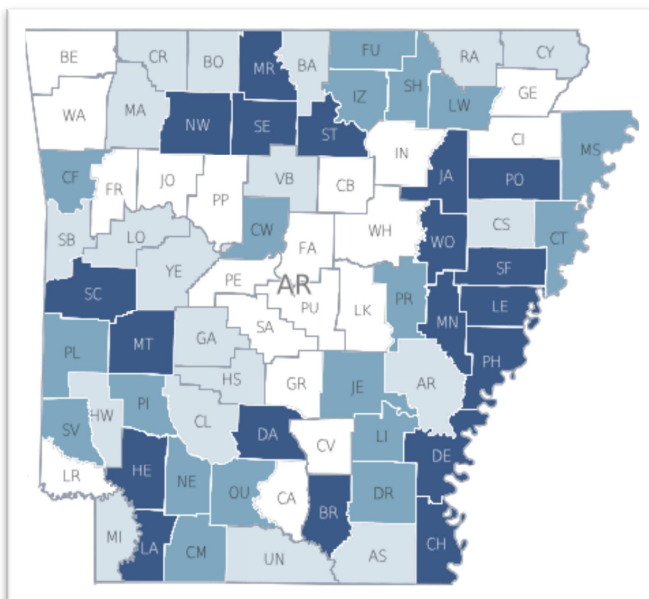 BE
CR
BO
MR
BA
FU
RA
CY
SH
IZ
LW
GE
MA
WA
NW
SE
ST
IN
CI
MS
CF
FR
JO
PP
VB
CB
JA
PO
SB
LO
CW
WH
WO
CS
CT
FA
YE
PE
SF
SC
AR
PU
LK
PR
LE
MN
SA
MT
GA
PL
PH
HS
GR
JE
AR
PI
HW
CL
SV
DA
CV
LI
DE
LR
HE
NE
OU
CA
DR
BR
MI
LA
CM
UN
AS
CH